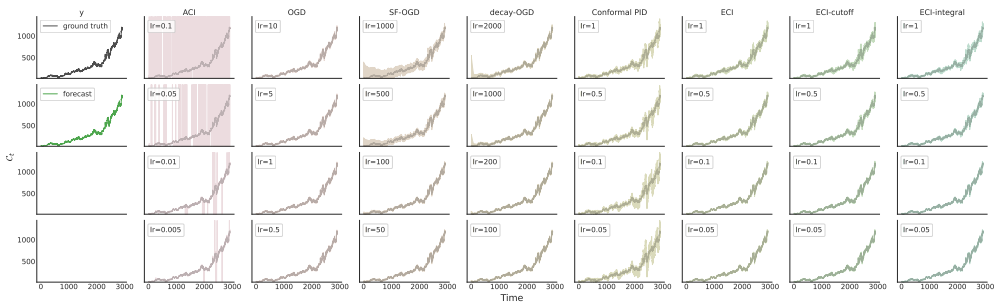 y ACI OGD SF-OGD decay-OGD Conformal PID ECI ECI-cutoff ECI-integral
1000 ground truth lr=0.1 lr=10 lr=1000 lr=2000 lr=1 lr=1 lr=1 lr=1
500
1000 forecast lr=0.05 lr=5 lr=500 lr=1000 lr=0.5 lr=0.5 lr=0.5 lr=0.5
500
C_t
1000 lr=0.01 lr=1 lr=100 lr=200 lr=0.1 lr=0.1 lr=0.1 lr=0.1
500
1000 lr=0.005 lr=0.5 lr=50 lr=100 lr=0.05 lr=0.05 lr=0.05 lr=0.05
500
0 1000 2000 3000 0 1000 2000 3000 0 1000 2000 3000 0 1000 2000 3000 0 1000 2000 3000 0 1000 2000 3000 0 1000 2000 3000 0 1000 2000 3000 0 1000 2000 3000
Time